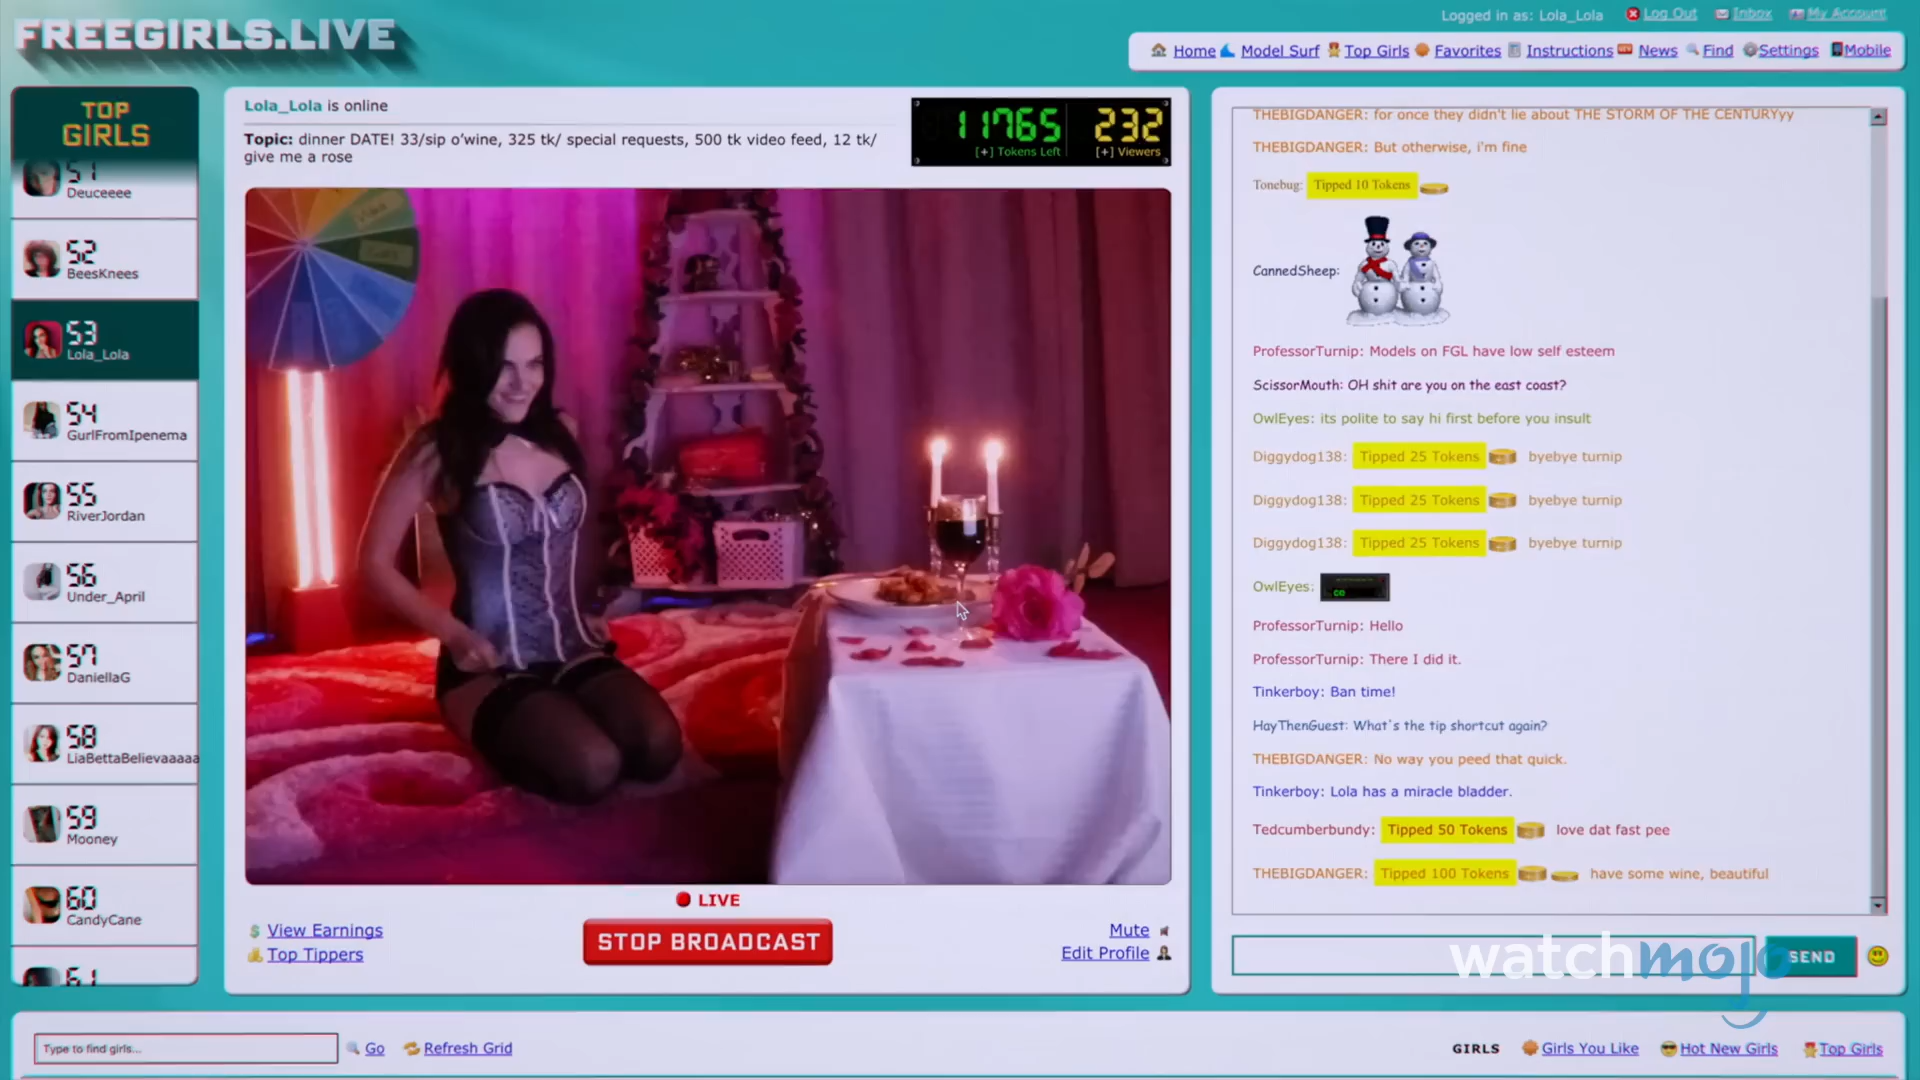 FREEGIRLS.LIVE
Logged in as: Lola_Lola Log Out Inbox My Account
Home Model Surf Top Girls Favorites Instructions News Find Settings Mobile
TOP
GIRLS
51
Deuceeee
52
BeesKnees
53
Lola_Lola
54
GurlFromIpenema
55
RiverJordan
56
Under_April
57
DaniellaG
58
LiaBettaBelievaaaaa
59
Mooney
60
CandyCane
61
Lola_Lola is online
Topic: dinner DATE! 33/sip o'wine, 325 tk/ special requests, 500 tk video feed, 12 tk/
give me a rose
11765 232
[+] Tokens Left [+] Viewers
LIVE
View Earnings
Top Tippers
STOP BROADCAST
Mute
Edit Profile
THEBIGDANGER: for once they didn't lie about THE STORM OF THE CENTURYyy
THEBIGDANGER: But otherwise, i'm fine
Tonebug: Tipped 10 Tokens
CannedSheep:
ProfessorTurnip: Models on FGL have low self esteem
ScissorMouth: OH shit are you on the east coast?
OwlEyes: its polite to say hi first before you insult
Diggydog138: Tipped 25 Tokens byebye turnip
Diggydog138: Tipped 25 Tokens byebye turnip
Diggydog138: Tipped 25 Tokens byebye turnip
OwlEyes:
ProfessorTurnip: Hello
ProfessorTurnip: There I did it.
Tinkerboy: Ban time!
HayThenGuest: What's the tip shortcut again?
THEBIGDANGER: No way you peed that quick.
Tinkerboy: Lola has a miracle bladder.
Tedcumberbundy: Tipped 50 Tokens love dat fast pee
THEBIGDANGER: Tipped 100 Tokens have some wine, beautiful
SEND
watchmojo
Type to find girls... Go Refresh Grid
GIRLS Girls You Like Hot New Girls Top Girls